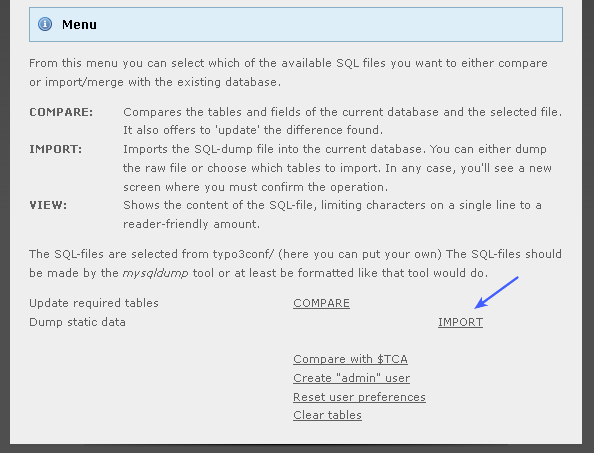 Menu
From this menu you can select which of the available SQL files you want to either compare
or import/merge with the existing database.
COMPARE: Compares the tables and fields of the current database and the selected file.
It also offers to 'update' the difference found.
IMPORT: Imports the SQL-dump file into the current database. You can either dump
the raw file or choose which tables to import. In any case, you'll see a new
screen where you must confirm the operation.
VIEW: Shows the content of the SQL-file, limiting characters on a single line to a
reader-friendly amount.
The SQL-files are selected from typo3conf/ (here you can put your own) The SQL-files should
be made by the mysqldump tool or at least be formatted like that tool would do.
Update required tables COMPARE
Dump static data IMPORT
Compare with $TCA
Create "admin" user
Reset user preferences
Clear tables